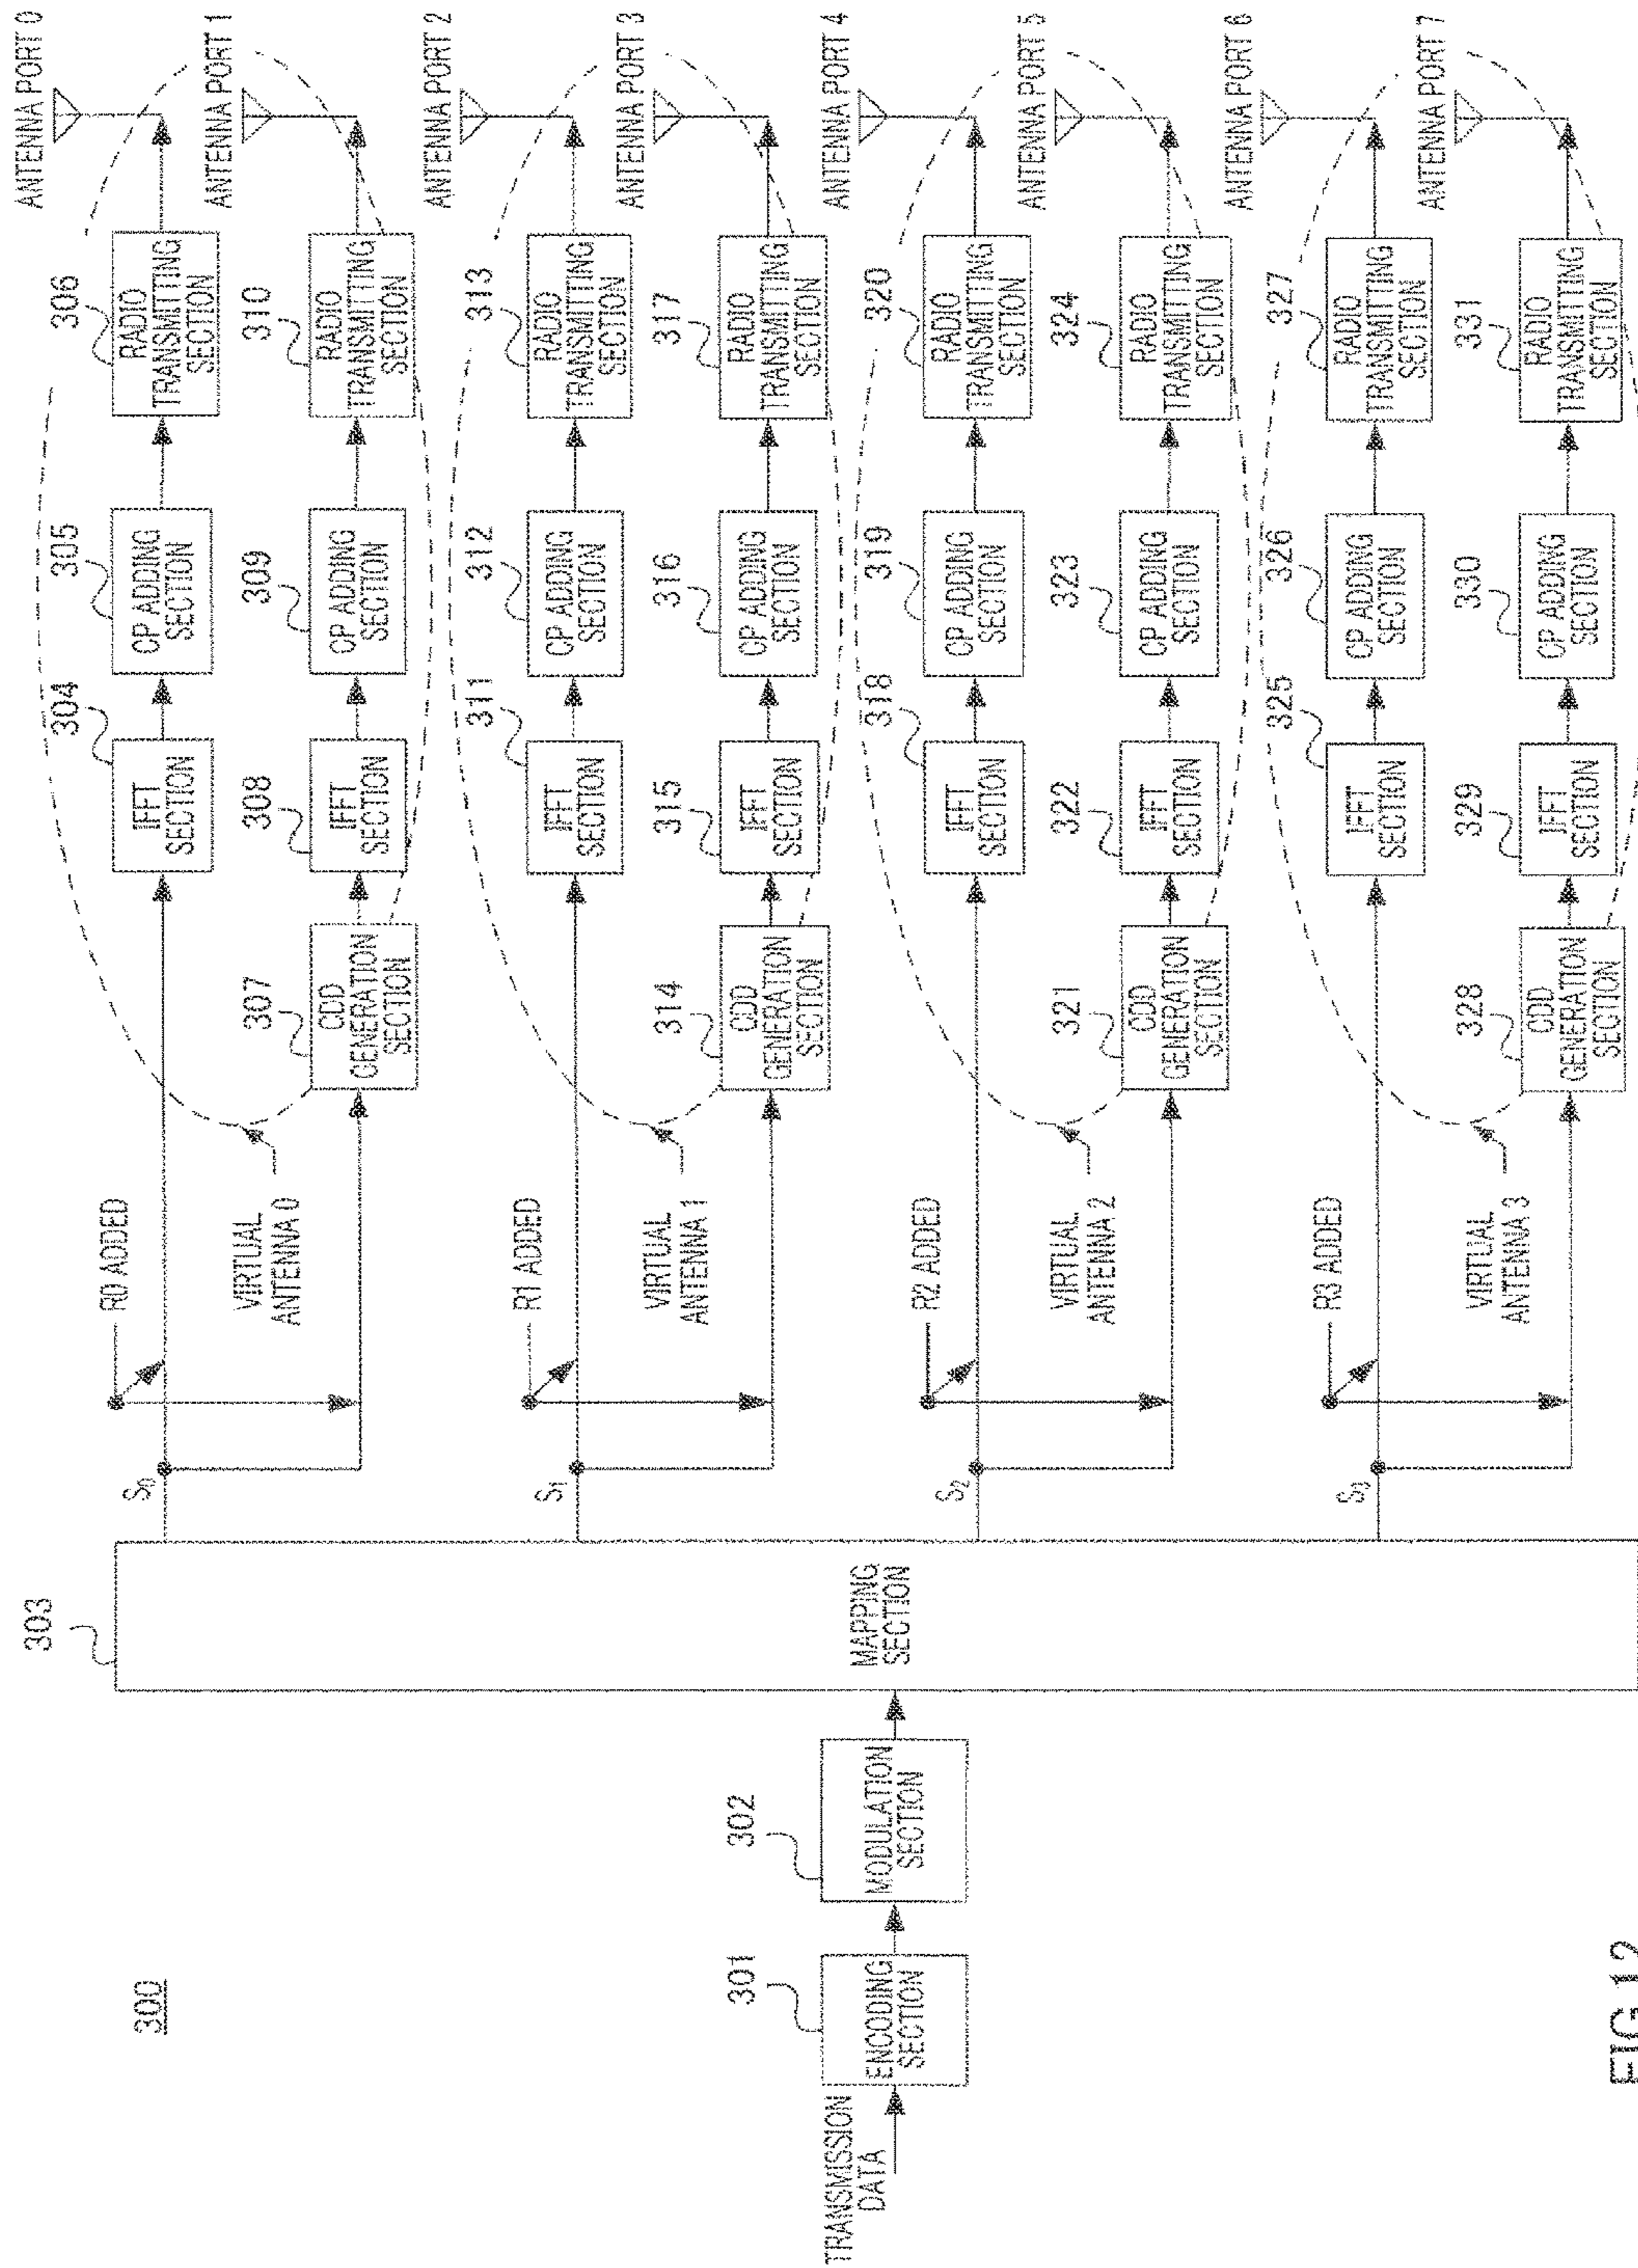 300
TRANSMISSION
DATA
301
ENCODING
SECTION
302
MODULATION
SECTION
303
MAPPING
SECTION
S0
R0 ADDED
VIRTUAL
ANTENNA 0
304
IFFT
SECTION
305
CP ADDING
SECTION
306
RADIO
TRANSMITTING
SECTION
ANTENNA PORT 0
307
CDD
GENERATION
SECTION
308
IFFT
SECTION
309
CP ADDING
SECTION
310
RADIO
TRANSMITTING
SECTION
ANTENNA PORT 1
S1
R1 ADDED
VIRTUAL
ANTENNA 1
311
IFFT
SECTION
312
CP ADDING
SECTION
313
RADIO
TRANSMITTING
SECTION
ANTENNA PORT 2
314
CDD
GENERATION
SECTION
315
IFFT
SECTION
316
CP ADDING
SECTION
317
RADIO
TRANSMITTING
SECTION
ANTENNA PORT 3
S2
R2 ADDED
VIRTUAL
ANTENNA 2
318
IFFT
SECTION
319
CP ADDING
SECTION
320
RADIO
TRANSMITTING
SECTION
ANTENNA PORT 4
321
CDD
GENERATION
SECTION
322
IFFT
SECTION
323
CP ADDING
SECTION
324
RADIO
TRANSMITTING
SECTION
ANTENNA PORT 5
S3
R3 ADDED
VIRTUAL
ANTENNA 3
325
IFFT
SECTION
326
CP ADDING
SECTION
327
RADIO
TRANSMITTING
SECTION
ANTENNA PORT 6
328
CDD
GENERATION
SECTION
329
IFFT
SECTION
330
CP ADDING
SECTION
331
RADIO
TRANSMITTING
SECTION
ANTENNA PORT 7
FIG.12